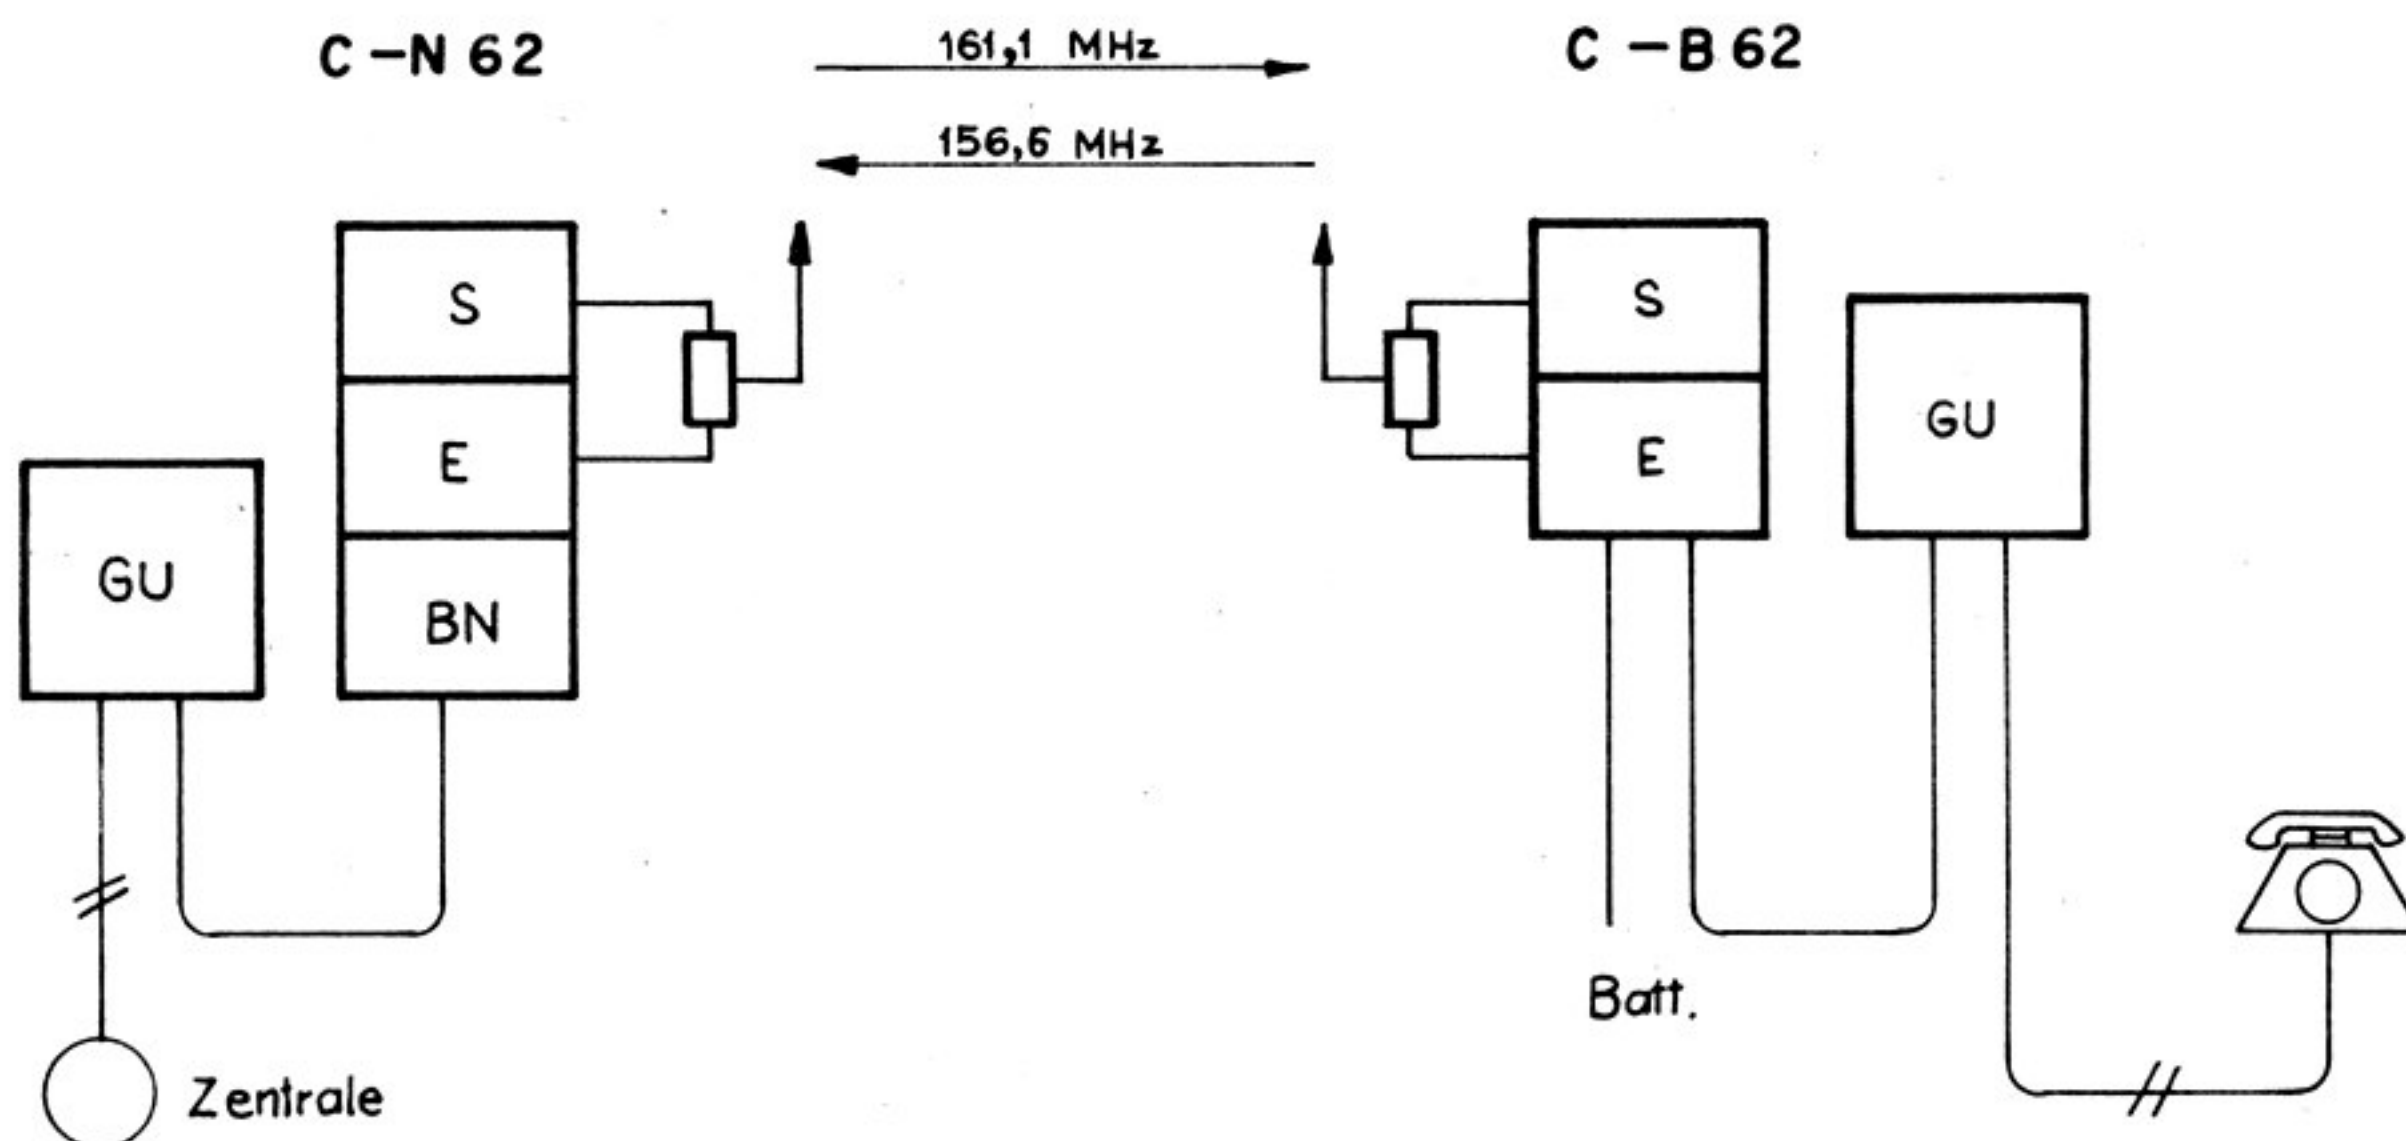 C-N 62
161,1 MHz
C-B 62
156,6 MHz
S
E
BN
GU
S
E
GU
Batt.
Zentrale